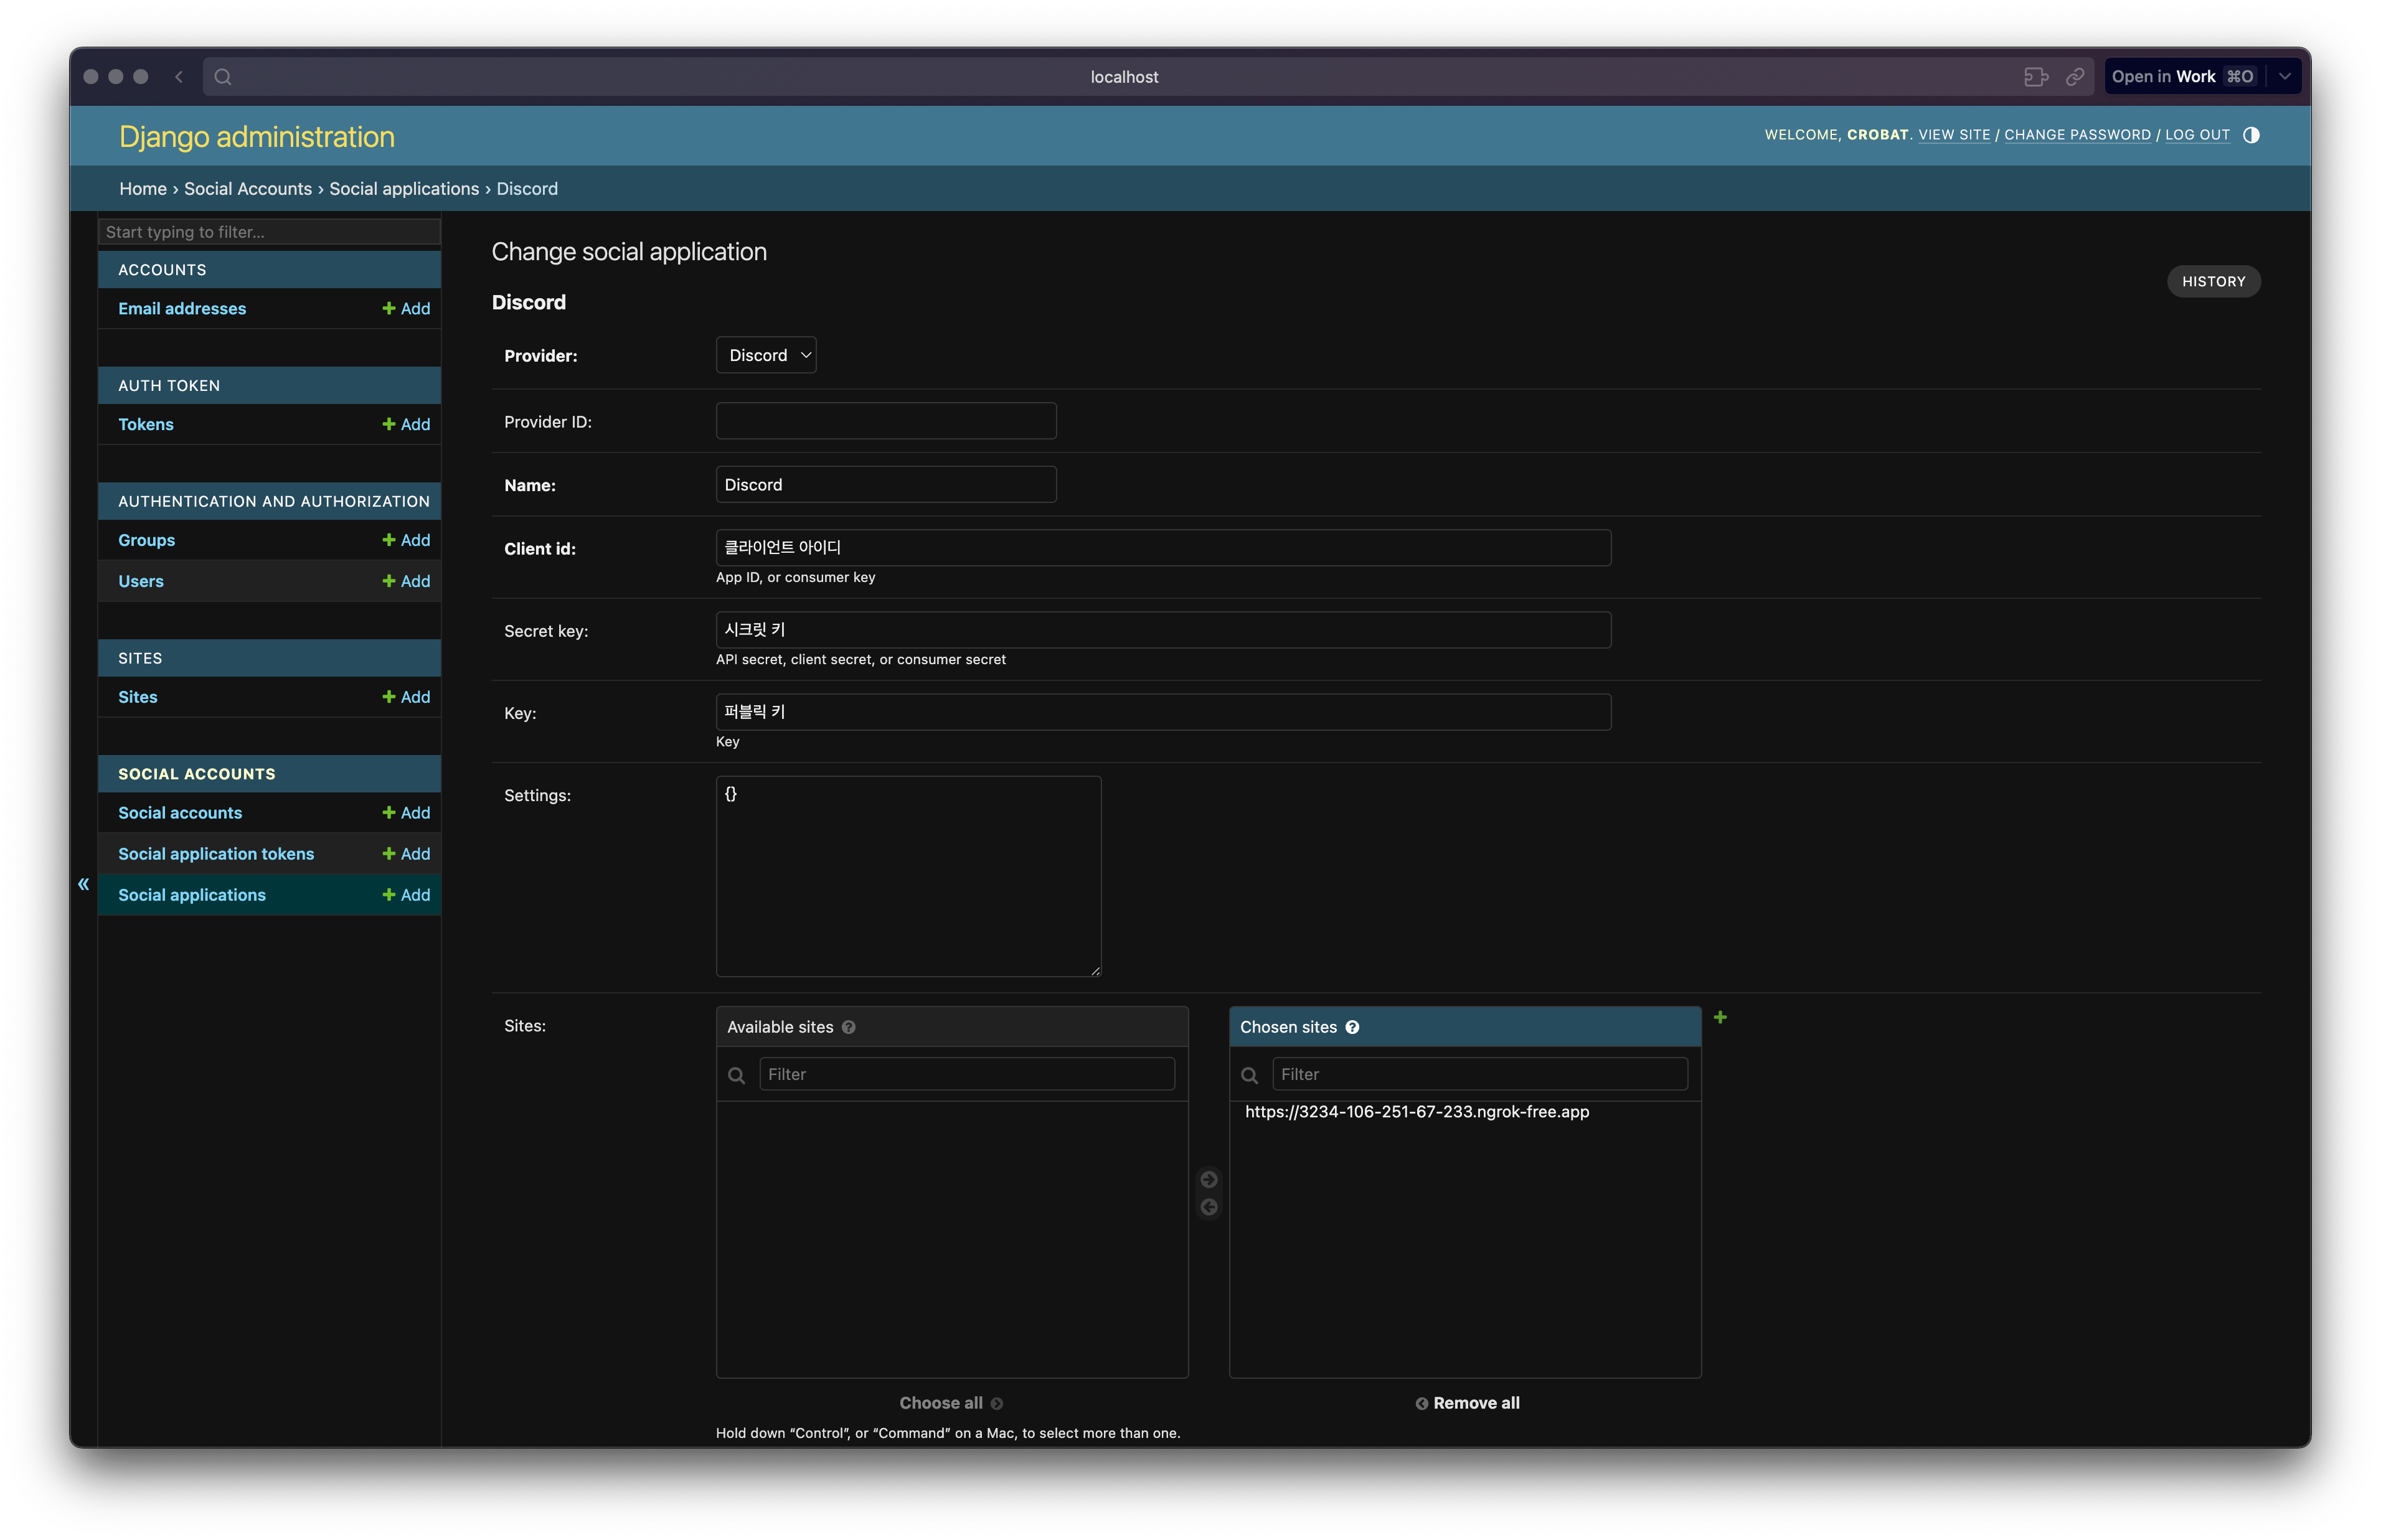 localhost
Open in Work ⌘O
Django administration
WELCOME, CROBAT. VIEW SITE / CHANGE PASSWORD / LOG OUT
Home › Social Accounts › Social applications › Discord
Start typing to filter...
ACCOUNTS
Email addresses + Add
AUTH TOKEN
Tokens + Add
AUTHENTICATION AND AUTHORIZATION
Groups + Add
Users + Add
SITES
Sites + Add
SOCIAL ACCOUNTS
Social accounts + Add
Social application tokens + Add
Social applications + Add
«
Change social application
HISTORY
Discord
Provider: Discord
Provider ID:
Name: Discord
Client id: 클라이언트 아이디
App ID, or consumer key
Secret key: 시크릿 키
API secret, client secret, or consumer secret
Key: 퍼블릭 키
Key
Settings: {}
Sites:
Available sites ?
Filter
Choose all
Chosen sites ?
Filter
https://3234-106-251-67-233.ngrok-free.app
Remove all
Hold down “Control”, or “Command” on a Mac, to select more than one.